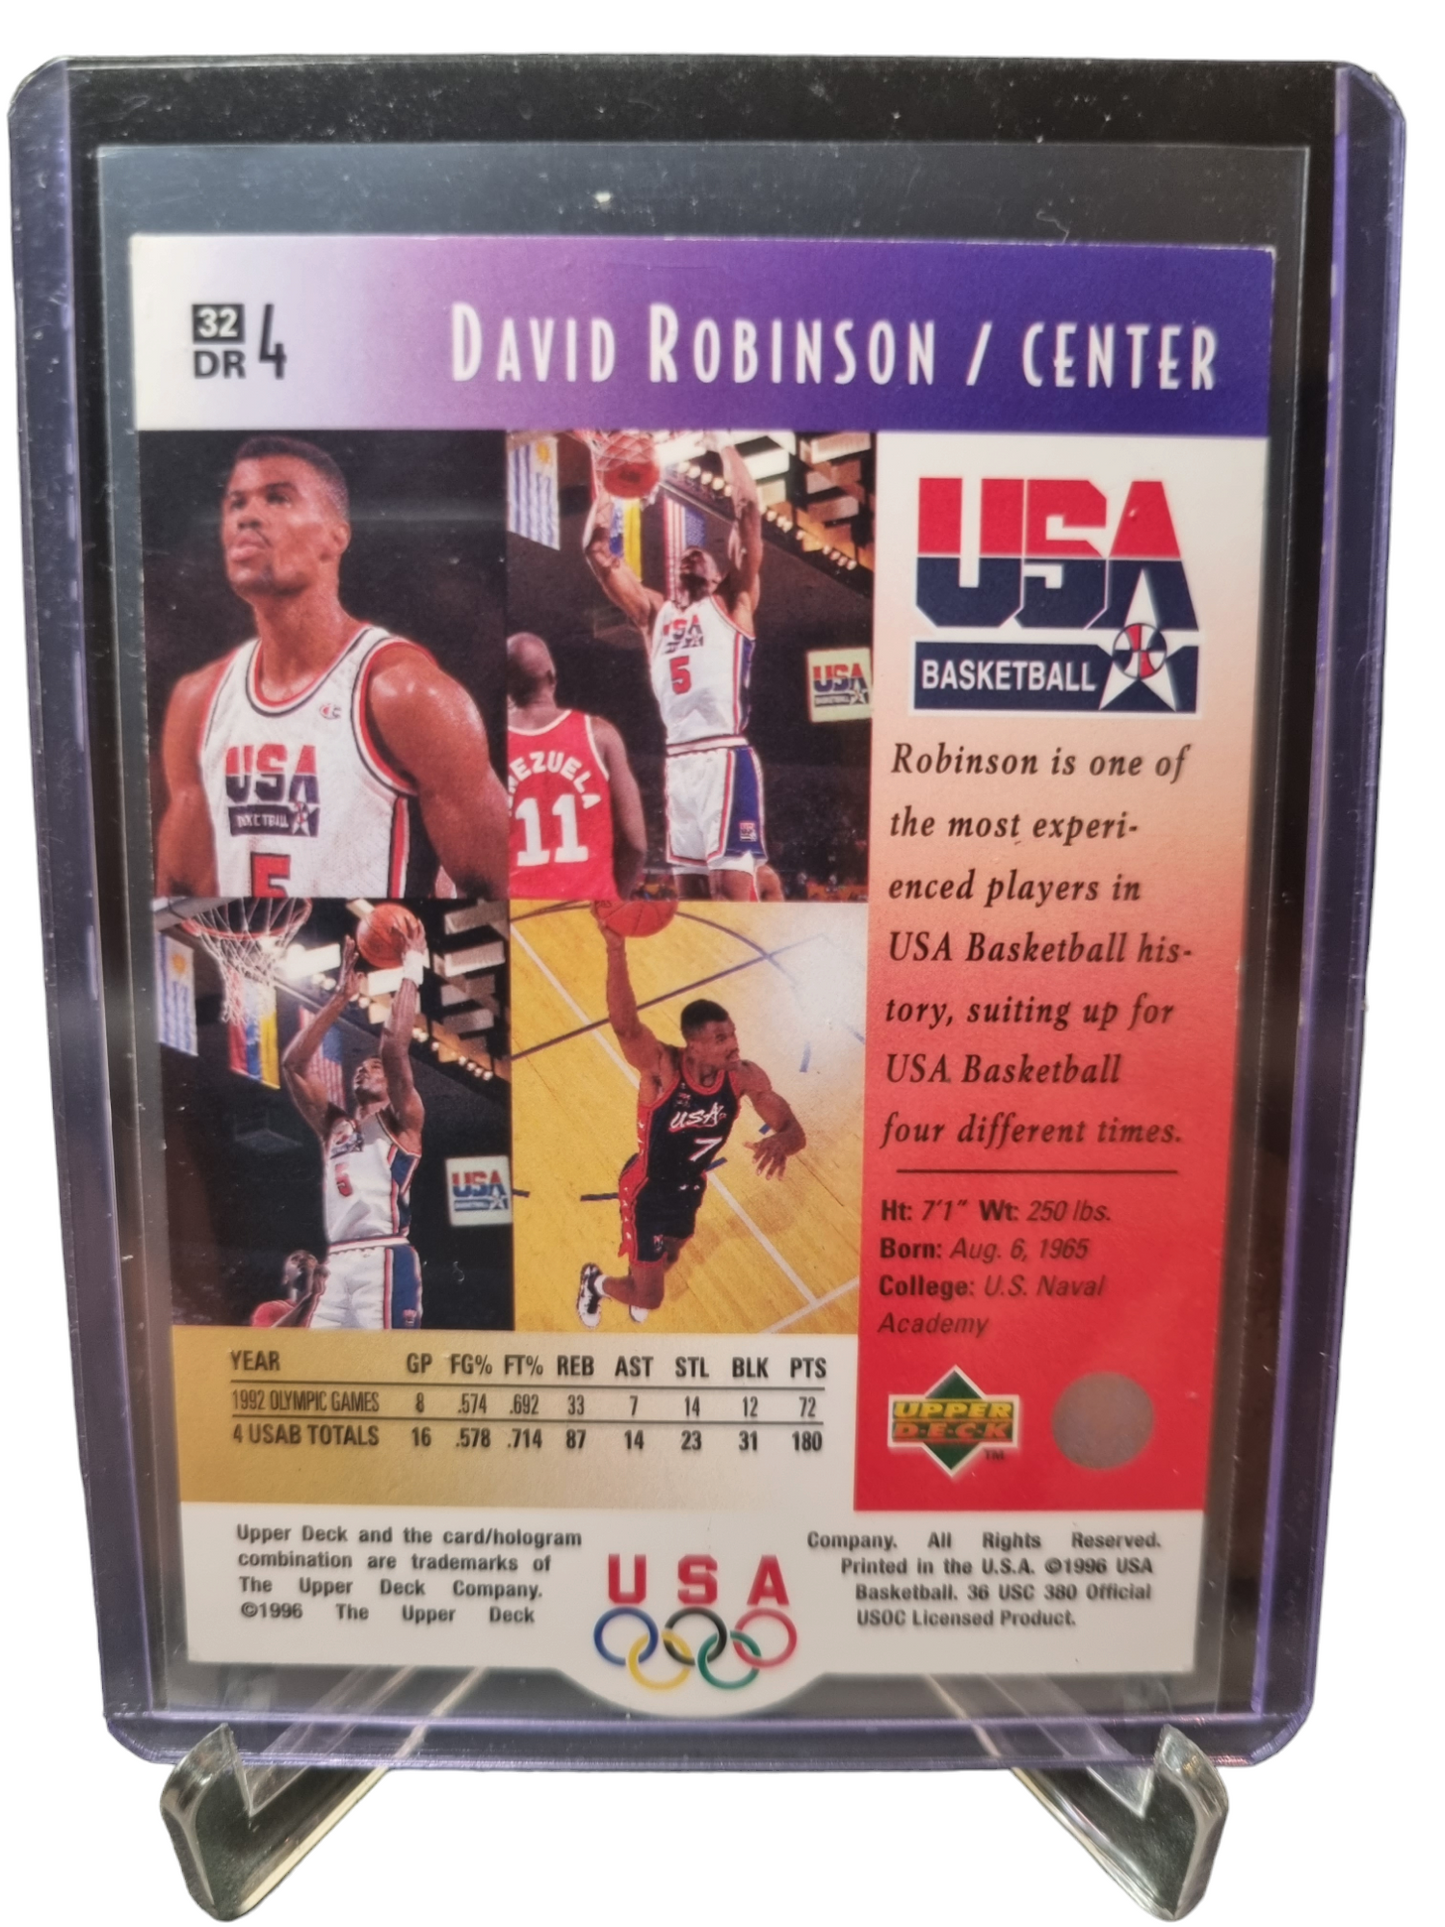 32
DR 4
DAVID ROBINSON / CENTER
USA
BASKETBALL
USA
5
USA
5
USA
11
5
USA
USA
7
Robinson is one of
the most experi-
enced players in
USA Basketball his-
tory, suiting up for
USA Basketball
four different times.
Ht: 7'1" Wt: 250 lbs.
Born: Aug. 6, 1965
College: U.S. Naval
Academy
UPPER
DECK
TM
YEAR GP FG% FT% REB AST STL BLK PTS
1992 OLYMPIC GAMES 8 .574 .692 33 7 14 12 72
4 USAB TOTALS 16 .578 .714 87 14 23 31 180
Upper Deck and the card/hologram
combination are trademarks of
The Upper Deck Company.
©1996 The Upper Deck
Company. All Rights Reserved.
Printed in the U.S.A. ©1996 USA
Basketball. 36 USC 380 Official
USOC Licensed Product.
USA